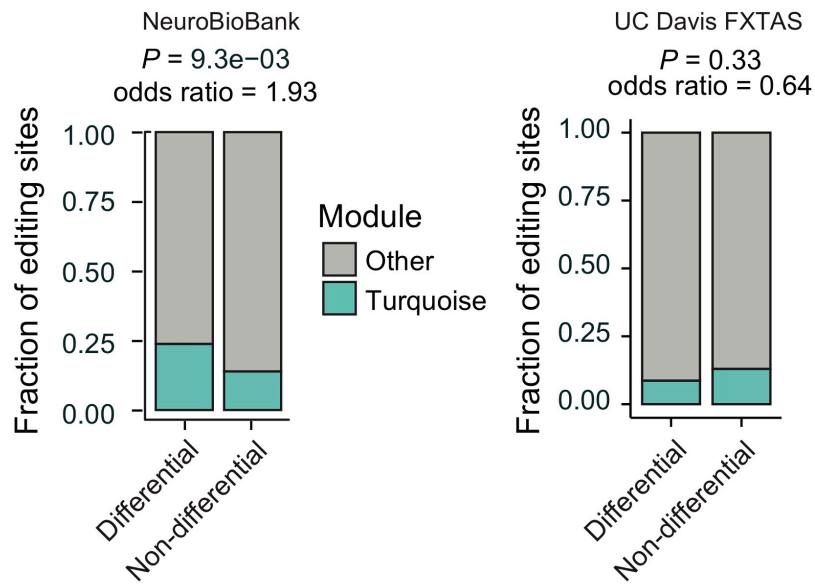 NeuroBioBank
P = 9.3e−03
odds ratio = 1.93
Fraction of editing sites
1.00
0.75
0.50
0.25
0.00
Differential
Non-differential
Module
Other
Turquoise
UC Davis FXTAS
P = 0.33
odds ratio = 0.64
Fraction of editing sites
1.00
0.75
0.50
0.25
0.00
Differential
Non-differential